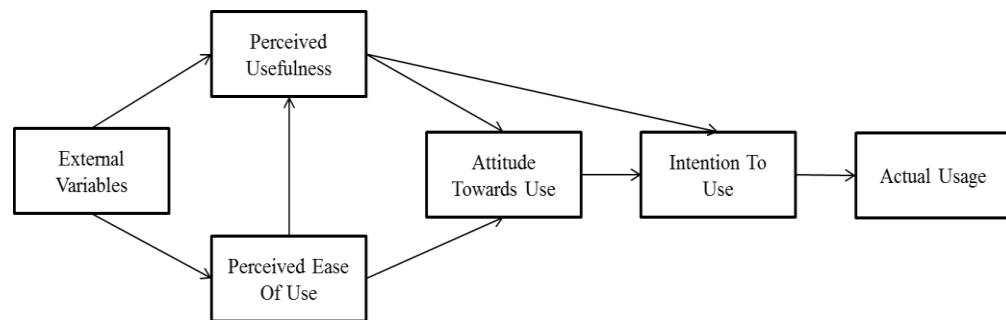 Perceived
Usefulness
External
Variables
Attitude
Towards Use
Intention To
Use
Actual Usage
Perceived Ease
Of Use